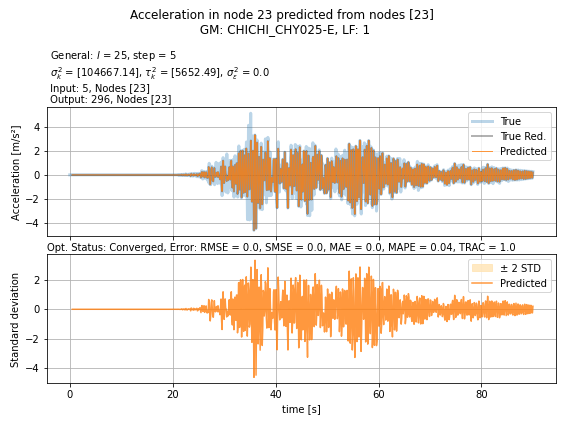 Acceleration in node 23 predicted from nodes [23]
GM: CHICHI_CHY025-E, LF: 1
General: l = 25, step = 5
σ²ₖ = [104667.14], τ²ₖ = [5652.49], σ²ₑ = 0.0
Input: 5, Nodes [23]
Output: 296, Nodes [23]
Acceleration [m/s²]
4
2
0
−2
−4
True
True Red.
Predicted
Opt. Status: Converged, Error: RMSE = 0.0, SMSE = 0.0, MAE = 0.0, MAPE = 0.04, TRAC = 1.0
Standard deviation
2
0
−2
−4
± 2 STD
Predicted
0 20 40 60 80
time [s]